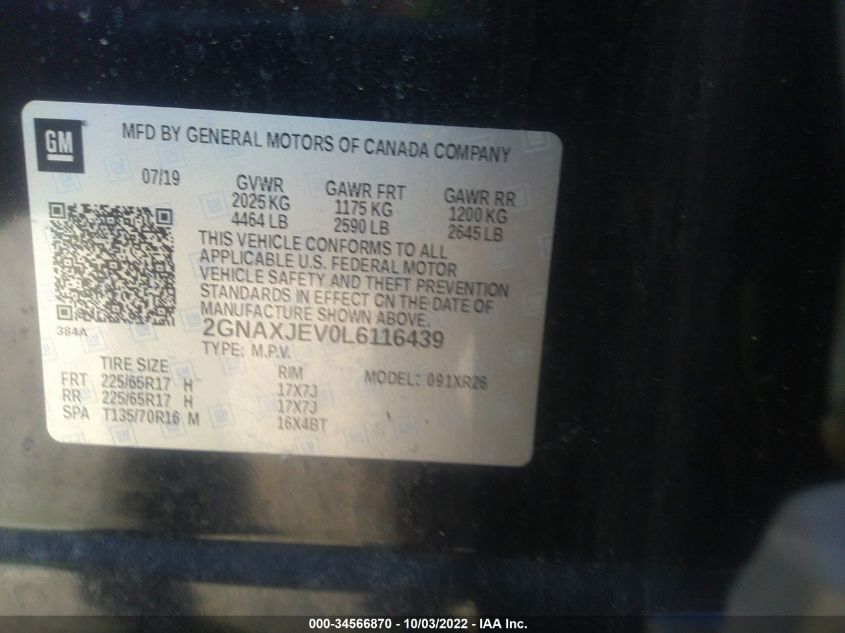 GM
MFD BY GENERAL MOTORS OF CANADA COMPANY
07/19
GVWR GAWR FRT GAWR RR
2025 KG 1175 KG 1200 KG
4464 LB 2590 LB 2645 LB
THIS VEHICLE CONFORMS TO ALL
APPLICABLE U.S. FEDERAL MOTOR
VEHICLE SAFETY AND THEFT PREVENTION
STANDARDS IN EFFECT ON THE DATE OF
MANUFACTURE SHOWN ABOVE.
384A
2GNAXJEV0L6116439
TYPE: M.P.V.
TIRE SIZE RIM MODEL: 091XR26
FRT 225/65R17 H 17X7J
RR 225/65R17 H 17X7J
SPA T135/70R16 M 16X4BT
000-34566870 - 10/03/2022 - IAA Inc.